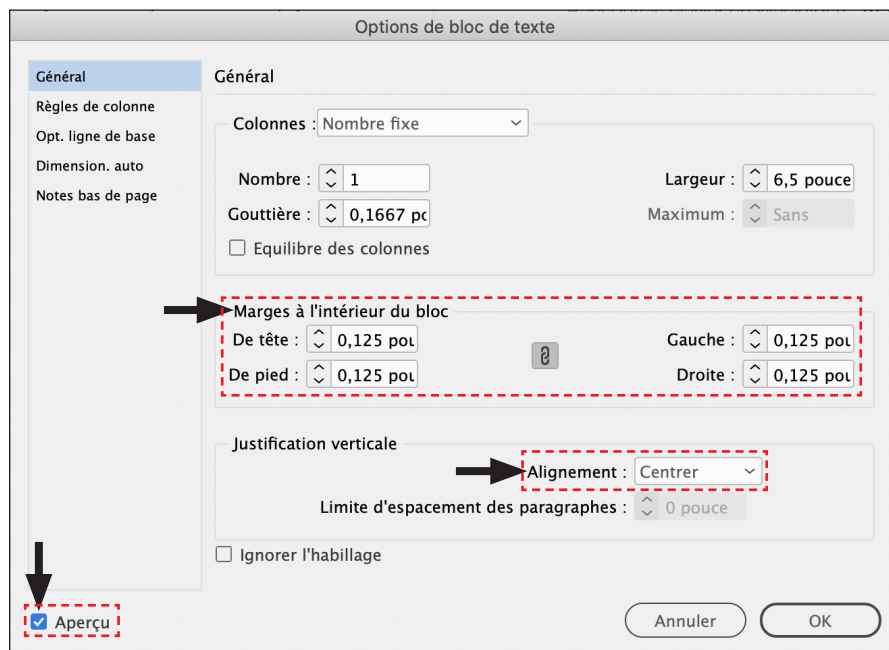 Options de bloc de texte
Général
Règles de colonne
Opt. ligne de base
Dimension. auto
Notes bas de page
Général
Colonnes : Nombre fixe
Nombre : 1 Largeur : 6,5 pouce
Gouttière : 0,1667 pc Maximum : Sans
Equilibre des colonnes
Marges à l'intérieur du bloc
De tête : 0,125 pou Gauche : 0,125 pou
De pied : 0,125 pou Droite : 0,125 pou
Justification verticale
Alignement : Centrer
Limite d'espacement des paragraphes : 0 pouce
Ignorer l'habillage
Aperçu Annuler OK